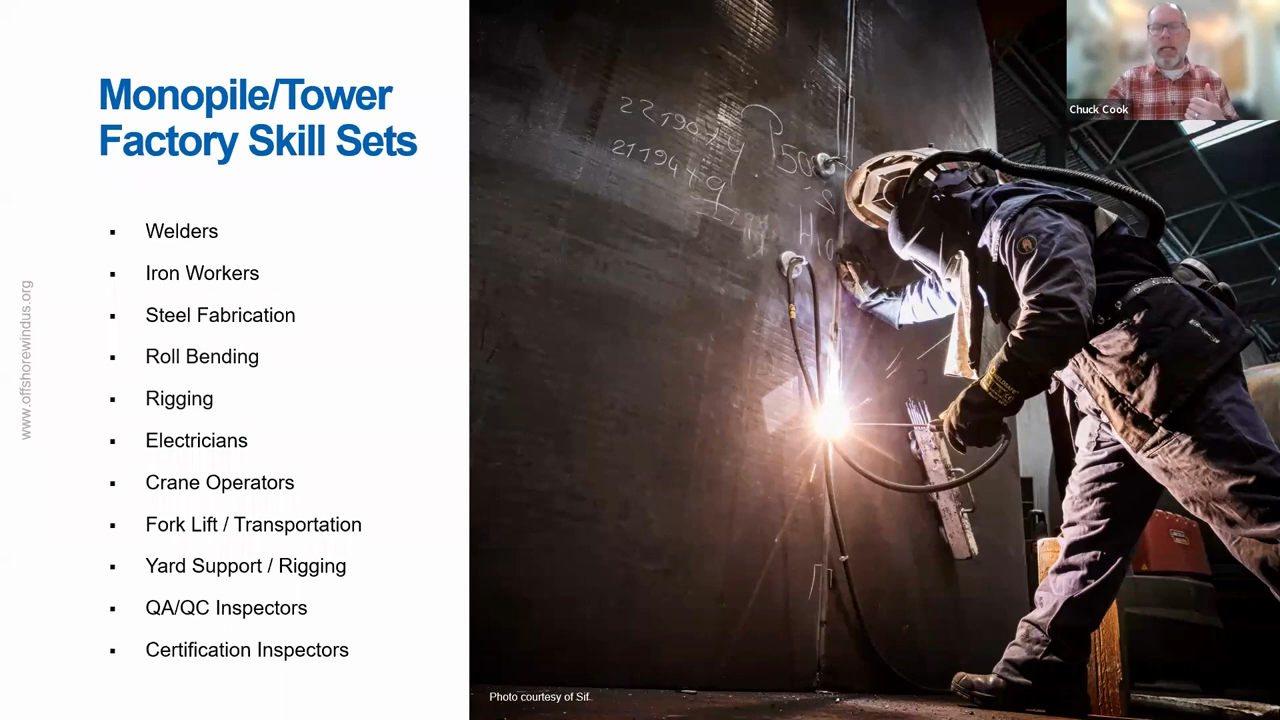 Monopile/Tower
Factory Skill Sets
Welders
Iron Workers
Steel Fabrication
Roll Bending
Rigging
Electricians
Crane Operators
Fork Lift / Transportation
Yard Support / Rigging
QA/QC Inspectors
Certification Inspectors
www.offshorewindus.org
Chuck Cook
Photo courtesy of Sif.